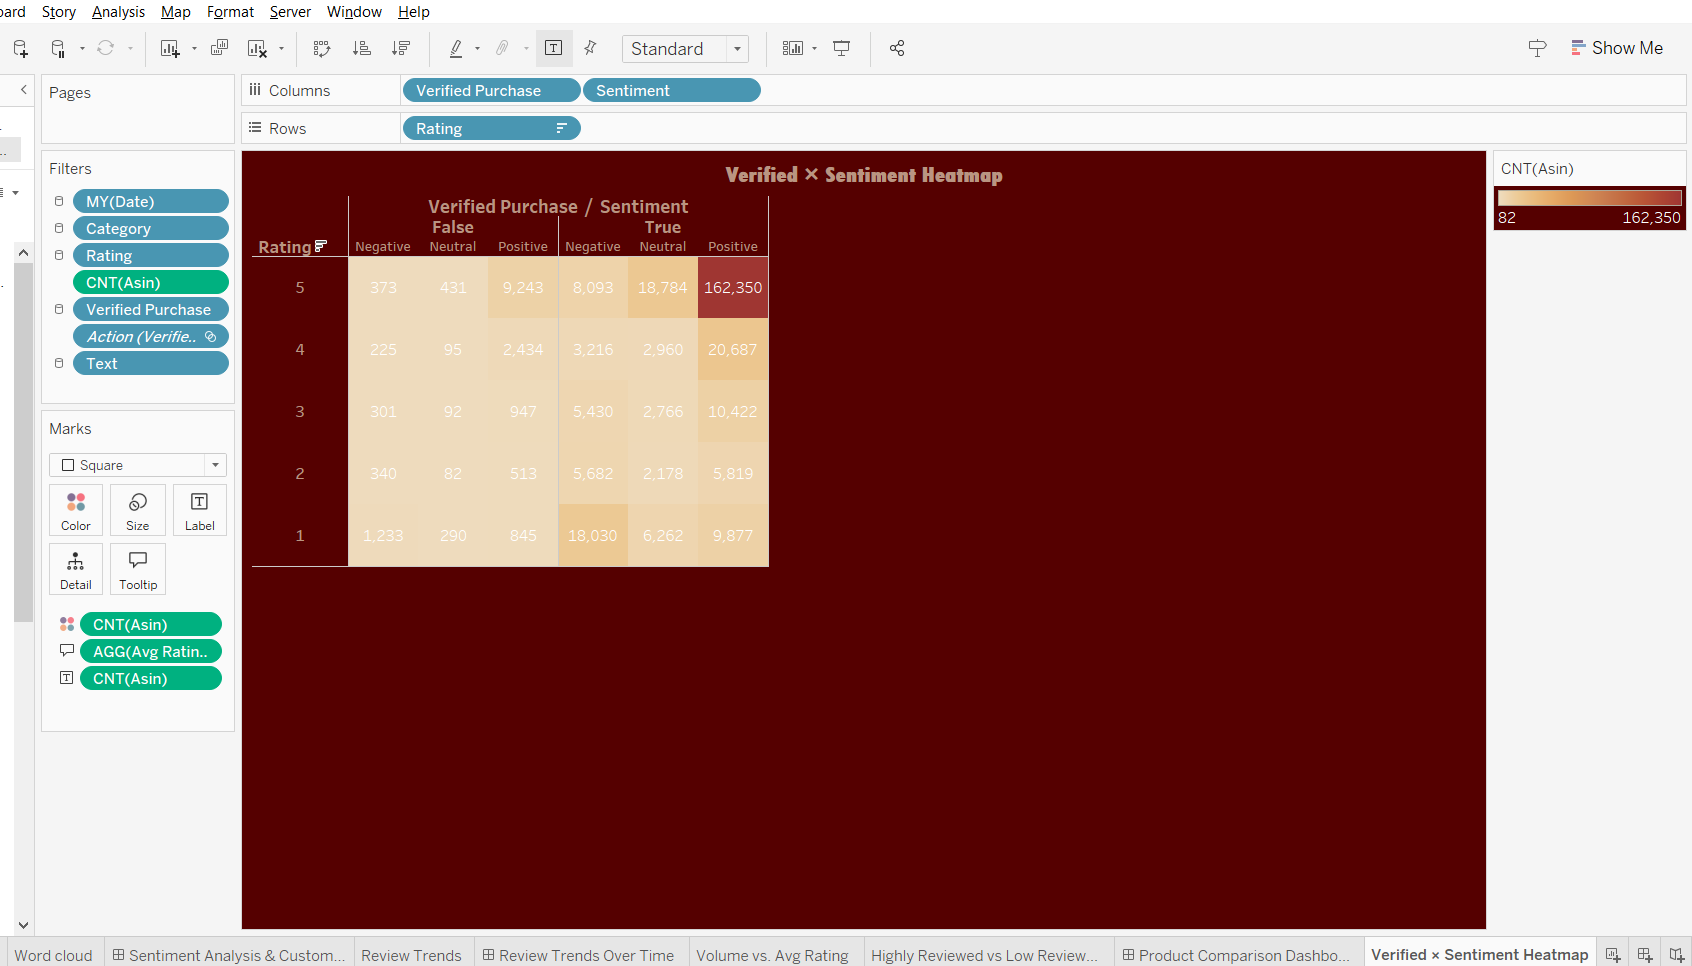 oard Story Analysis Map Format Server Window Help
Standard
Show Me
Pages
Columns Verified Purchase Sentiment
Rows Rating
Filters
MY(Date)
Category
Rating
CNT(Asin)
Verified Purchase
Action (Verifie..
Text
Marks
Square
Color Size Label
Detail Tooltip
CNT(Asin)
AGG(Avg Ratin..
CNT(Asin)
Verified × Sentiment Heatmap
Verified Purchase / Sentiment
False True
Rating Negative Neutral Positive Negative Neutral Positive
5 373 431 9,243 8,093 18,784 162,350
4 225 95 2,434 3,216 2,960 20,687
3 301 92 947 5,430 2,766 10,422
2 340 82 513 5,682 2,178 5,819
1 1,233 290 845 18,030 6,262 9,877
CNT(Asin)
82 162,350
Word cloud Sentiment Analysis & Custom... Review Trends Review Trends Over Time Volume vs. Avg Rating Highly Reviewed vs Low Review... Product Comparison Dashbo... Verified × Sentiment Heatmap